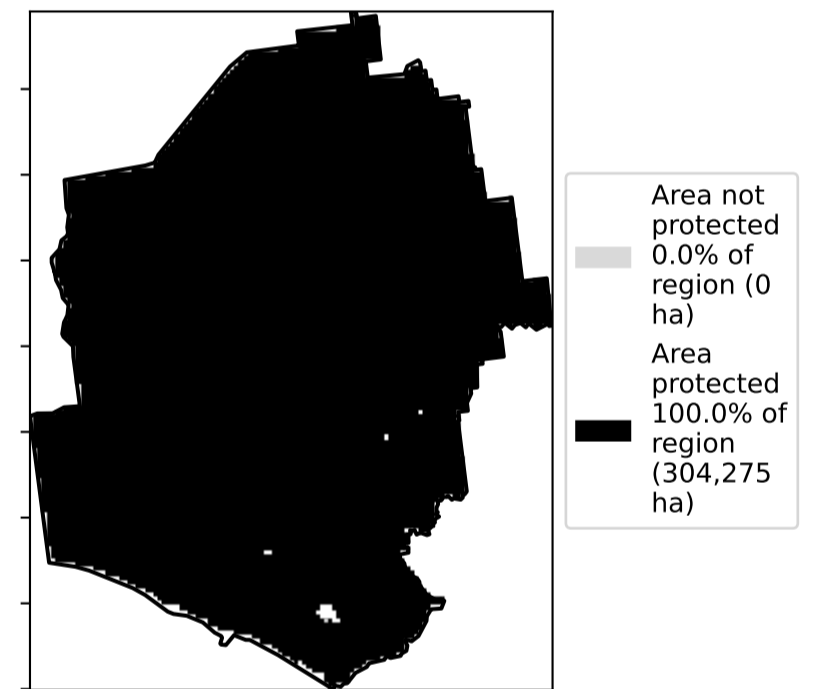 Area not
protected
0.0% of
region (0
ha)
Area
protected
100.0% of
region
(304,275
ha)